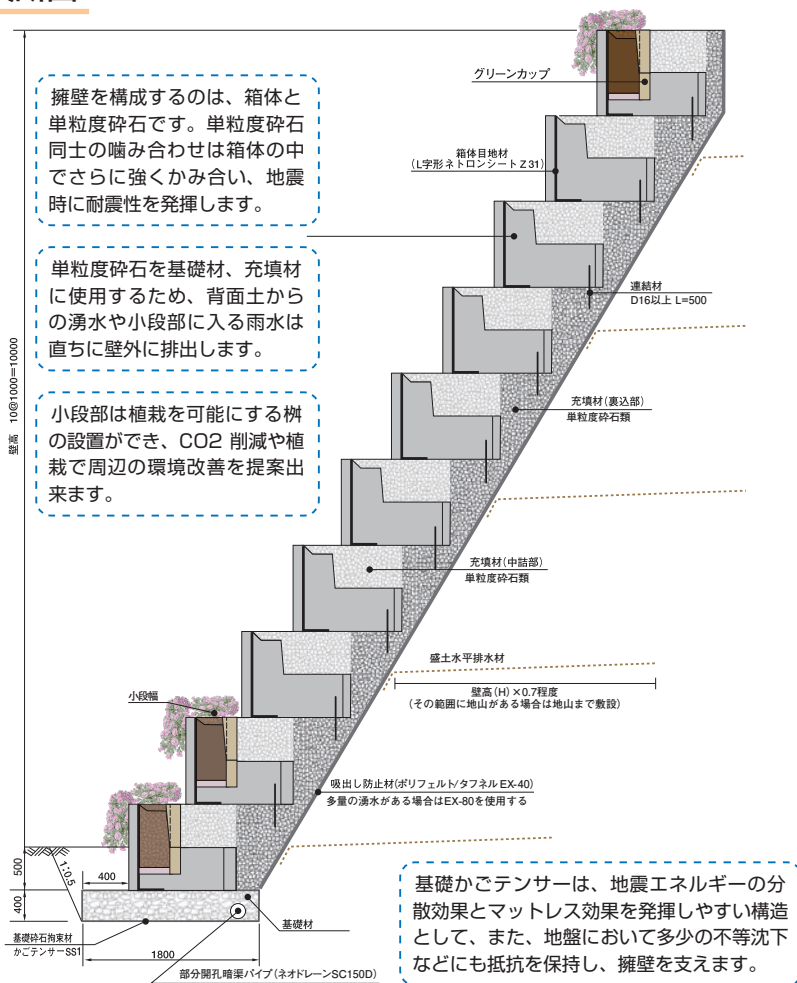 グリーンカップ
擁壁を構成するのは、箱体と
単粒度砕石です。単粒度砕石
同士の噛み合わせは箱体の中
でさらに強くかみ合い、地震
時に耐震性を発揮します。
箱体目地材
(L字形ネトロンシートZ31)
単粒度砕石を基礎材、充填材
に使用するため、背面土から
の湧水や小段部に入る雨水は
直ちに壁外に排出します。
連結材
D16以上 L=500
壁高 10@1000=10000
小段部は植栽を可能にする桝
の設置ができ、CO2 削減や植
栽で周辺の環境改善を提案出
来ます。
充填材(裏込部)
単粒度砕石類
充填材(中詰部)
単粒度砕石類
盛土水平排水材
壁高(H)×0.7程度
(その範囲に地山がある場合は地山まで敷設)
小段幅
吸出し防止材(ポリフェルト/タフネルEX-40)
多量の湧水がある場合はEX-80を使用する
500
1:0.5
400
400
基礎砕石拘束材
かごテンサーSS1
基礎材
1800
部分開孔暗渠パイプ(ネオドレーンSC150D)
基礎かごテンサーは、地震エネルギーの分
散効果とマットレス効果を発揮しやすい構造
として、また、地盤において多少の不等沈下
などにも抵抗を保持し、擁壁を支えます。